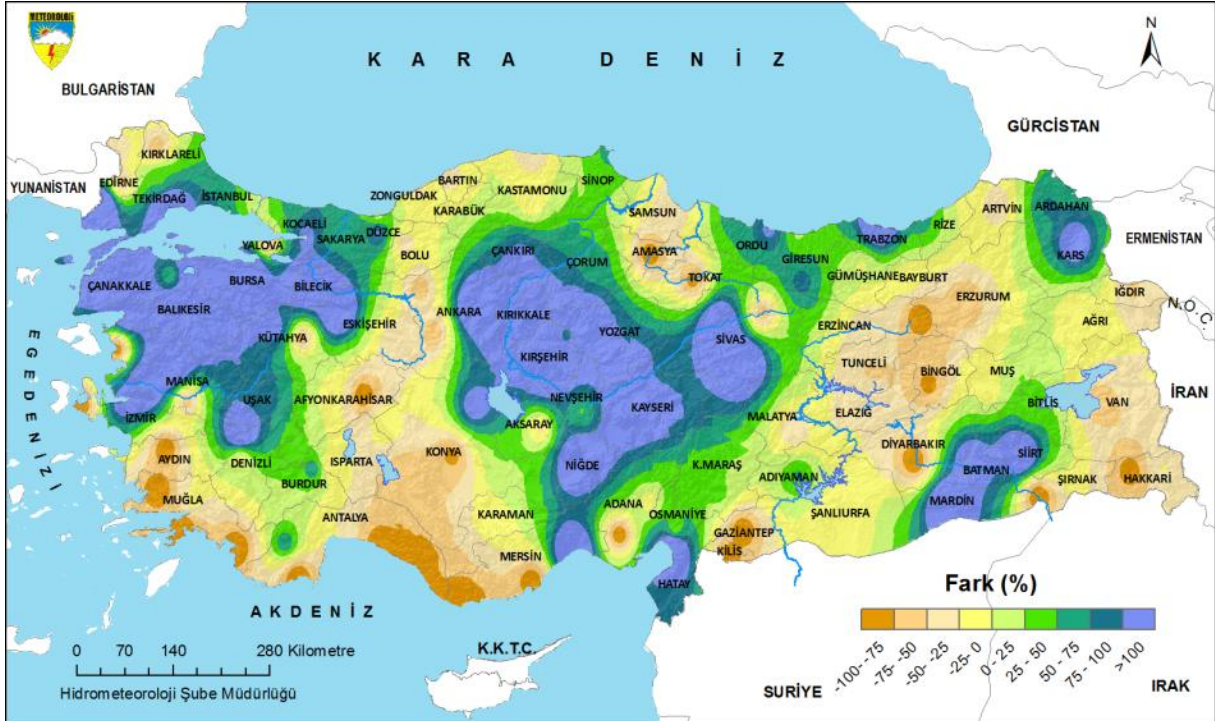 METEOROLOJİ
K A R A D E N İ Z
N
BULGARİSTAN
GÜRCİSTAN
YUNANİSTAN
ERMENİSTAN
N.Ö.C.
İRAN
E G E D E N İ Z İ
KIRKLARELİ
EDİRNE
TEKİRDAĞ
İSTANBUL
KOCAELİ
YALOVA
SAKARYA
DÜZCE
ZONGULDAK
BARTIN
KARABÜK
KASTAMONU
SİNOP
SAMSUN
BOLU
ÇANKIRI
ÇORUM
AMASYA
TOKAT
ORDU
GİRESUN
TRABZON
RİZE
ARTVİN
ARDAHAN
KARS
GÜMÜŞHANE
BAYBURT
ERZURUM
IĞDIR
AĞRI
ÇANAKKALE
BALIKESİR
BURSA
BİLECİK
KÜTAHYA
ESKİŞEHİR
ANKARA
KIRIKKALE
YOZGAT
KIRŞEHİR
SİVAS
ERZİNCAN
TUNCELİ
BİNGÖL
MUŞ
BİTLİS
VAN
MANİSA
UŞAK
AFYONKARAHİSAR
İZMİR
NEVŞEHİR
KAYSERİ
AKSARAY
MALATYA
ELAZIĞ
DİYARBAKIR
BATMAN
SİİRT
ŞIRNAK
HAKKARİ
AYDIN
DENİZLİ
ISPARTA
BURDUR
KONYA
NİĞDE
K.MARAŞ
ADIYAMAN
MARDİN
MUĞLA
ANTALYA
KARAMAN
ADANA
OSMANİYE
GAZİANTEP
ŞANLIURFA
KİLİS
MERSİN
HATAY
A K D E N İ Z
K.K.T.C.
SURİYE
IRAK
0 70 140 280 Kilometre
Hidrometeoroloji Şube Müdürlüğü
Fark (%)
-100 - -75
-75 - -50
-50 - -25
-25 - 0
0 - 25
25 - 50
50 - 75
75 - 100
>100